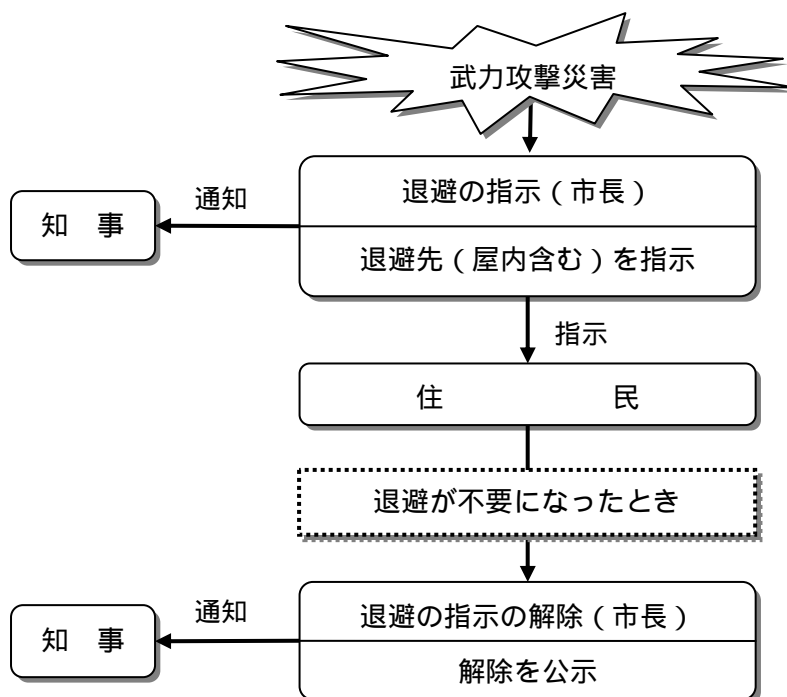 武力攻撃災害
退避の指示（市長）
通知
知　事
退避先（屋内含む）を指示
指示
住　　民
退避が不要になったとき
退避の指示の解除（市長）
通知
知　事
解除を公示